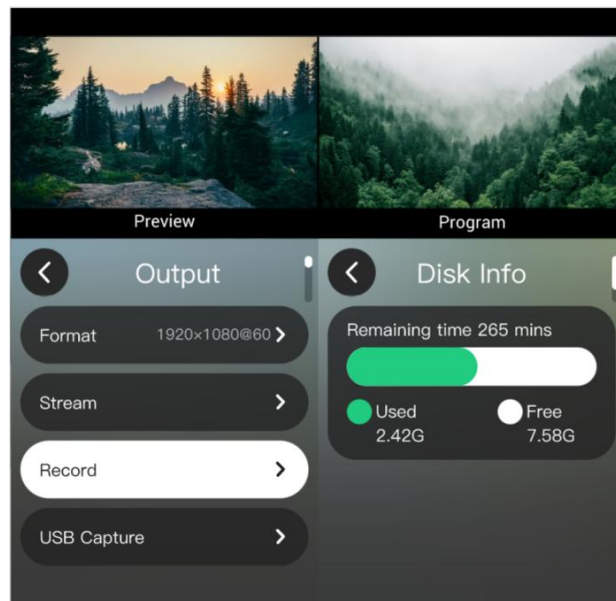 Preview
Program
Output
Disk Info
Format 1920×1080@60
Remaining time 265 mins
Stream
Used
Free
2.42G
7.58G
Record
USB Capture